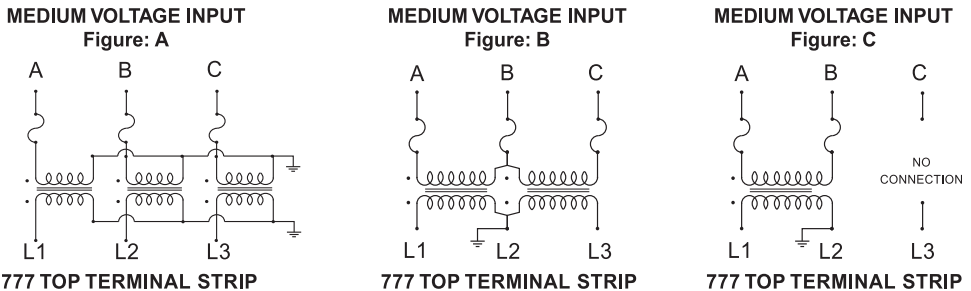 MEDIUM VOLTAGE INPUT
Figure: A
A B C
L1 L2 L3
777 TOP TERMINAL STRIP
MEDIUM VOLTAGE INPUT
Figure: B
A B C
L1 L2 L3
777 TOP TERMINAL STRIP
MEDIUM VOLTAGE INPUT
Figure: C
A B C
NO
CONNECTION
L1 L2 L3
777 TOP TERMINAL STRIP